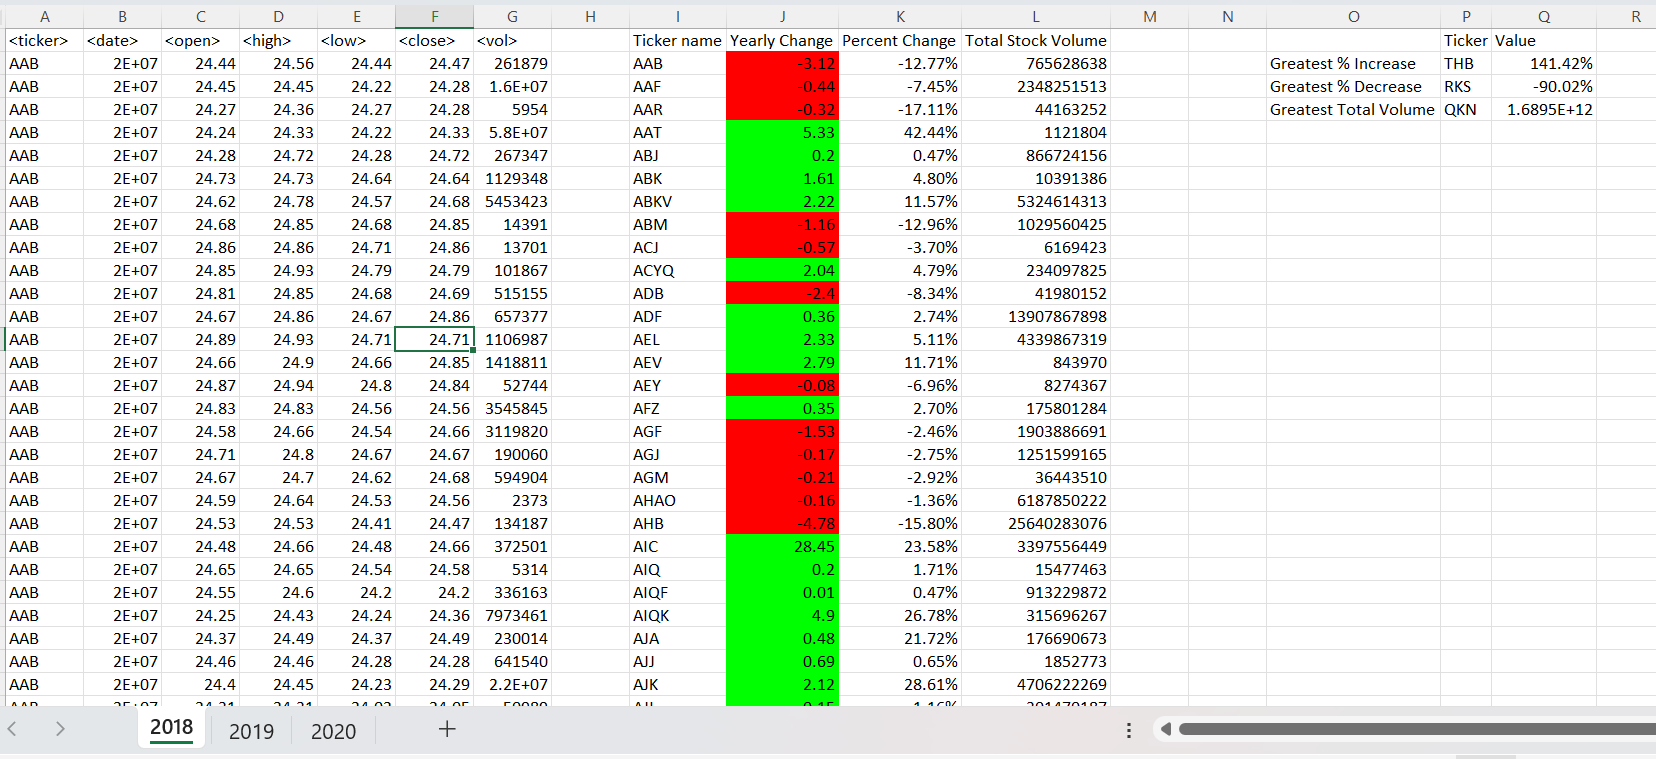 A B C D E F G H I J K L M N O P Q R
<ticker> <date> <open> <high> <low> <close> <vol> Ticker name Yearly Change Percent Change Total Stock Volume Ticker Value
AAB 2E+07 24.44 24.56 24.44 24.47 261879 AAB -3.12 -12.77% 765628638 Greatest % Increase THB 141.42%
AAB 2E+07 24.45 24.45 24.22 24.28 1.6E+07 AAF -0.44 -7.45% 2348251513 Greatest % Decrease RKS -90.02%
AAB 2E+07 24.27 24.36 24.27 24.28 5954 AAR -0.32 -17.11% 44163252 Greatest Total Volume QKN 1.6895E+12
AAB 2E+07 24.24 24.33 24.22 24.33 5.8E+07 AAT 5.33 42.44% 1121804
AAB 2E+07 24.28 24.72 24.28 24.72 267347 ABJ 0.2 0.47% 866724156
AAB 2E+07 24.73 24.73 24.64 24.64 1129348 ABK 1.61 4.80% 10391386
AAB 2E+07 24.62 24.78 24.57 24.68 5453423 ABKV 2.22 11.57% 5324614313
AAB 2E+07 24.68 24.85 24.68 24.85 14391 ABM -1.16 -12.96% 1029560425
AAB 2E+07 24.86 24.86 24.71 24.86 13701 ACJ -0.57 -3.70% 6169423
AAB 2E+07 24.85 24.93 24.79 24.79 101867 ACYQ 2.04 4.79% 234097825
AAB 2E+07 24.81 24.85 24.68 24.69 515155 ADB -2.4 -8.34% 41980152
AAB 2E+07 24.67 24.86 24.67 24.86 657377 ADF 0.36 2.74% 13907867898
AAB 2E+07 24.89 24.93 24.71 24.71 1106987 AEL 2.33 5.11% 4339867319
AAB 2E+07 24.66 24.9 24.66 24.85 1418811 AEV 2.79 11.71% 843970
AAB 2E+07 24.87 24.94 24.8 24.84 52744 AEY -0.08 -6.96% 8274367
AAB 2E+07 24.83 24.83 24.56 24.56 3545845 AFZ 0.35 2.70% 175801284
AAB 2E+07 24.58 24.66 24.54 24.66 3119820 AGF -1.53 -2.46% 1903886691
AAB 2E+07 24.71 24.8 24.67 24.67 190060 AGJ -0.17 -2.75% 1251599165
AAB 2E+07 24.67 24.7 24.62 24.68 594904 AGM -0.21 -2.92% 36443510
AAB 2E+07 24.59 24.64 24.53 24.56 2373 AHAO -0.16 -1.36% 6187850222
AAB 2E+07 24.53 24.53 24.41 24.47 134187 AHB -4.78 -15.80% 25640283076
AAB 2E+07 24.48 24.66 24.48 24.66 372501 AIC 28.45 23.58% 3397556449
AAB 2E+07 24.65 24.65 24.54 24.58 5314 AIQ 0.2 1.71% 15477463
AAB 2E+07 24.55 24.6 24.2 24.2 336163 AIQF 0.01 0.47% 913229872
AAB 2E+07 24.25 24.43 24.24 24.36 7973461 AIQK 4.9 26.78% 315696267
AAB 2E+07 24.37 24.49 24.37 24.49 230014 AJA 0.48 21.72% 176690673
AAB 2E+07 24.46 24.46 24.28 24.28 641540 AJJ 0.69 0.65% 1852773
AAB 2E+07 24.4 24.45 24.23 24.29 2.2E+07 AJK 2.12 28.61% 4706222269
2018 2019 2020